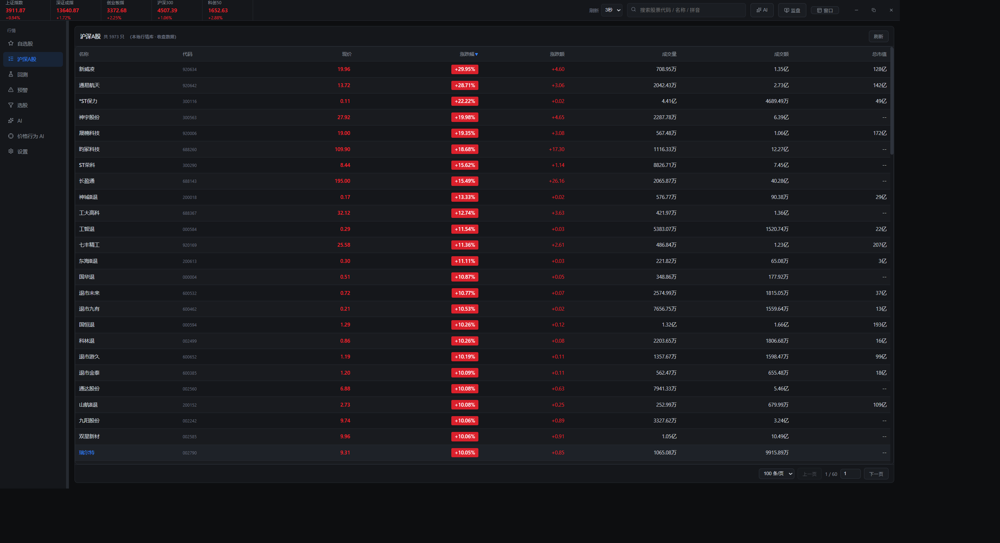 上证指数 深证成指 创业板指 沪深300 科创50
3911.87 13640.87 3372.68 4507.39 1652.63
+0.94% +1.72% +2.25% +1.06% +2.88%
刷新 3秒 搜索股票代码 / 名称 / 拼音 AI 监盘 窗口
行情
自选股
沪深A股
回测
预警
选股
AI
价格行为 AI
设置
沪深A股 共 5973 只 (本地行情库 · 收盘数据) 刷新
名称 代码 现价 涨跌幅▼ 涨跌额 成交量 成交额 总市值
新威凌 920634 19.96 +29.95% +4.60 708.95万 1.35亿 128亿
通易航天 920642 13.72 +28.71% +3.06 2042.43万 2.73亿 142亿
*ST保力 300116 0.11 +22.22% +0.02 4.41亿 4689.49万 49亿
神宇股份 300563 27.92 +19.98% +4.65 2287.78万 6.39亿 --
晟楠科技 920006 19.00 +19.35% +3.08 567.48万 1.06亿 172亿
昀冢科技 688260 109.90 +18.68% +17.30 1116.33万 12.27亿 --
ST荣科 300290 8.44 +15.62% +1.14 8826.71万 7.45亿 --
长盈通 688143 195.00 +15.49% +26.16 2065.87万 40.28亿 --
神城B退 200018 0.17 +13.33% +0.02 576.77万 90.38万 29亿
工大高科 688367 32.12 +12.74% +3.63 421.97万 1.36亿 --
工智退 000584 0.29 +11.54% +0.03 5383.07万 1520.74万 22亿
七丰精工 920169 25.58 +11.36% +2.61 486.84万 1.23亿 207亿
东海B退 200613 0.30 +11.11% +0.03 221.82万 65.08万 3亿
国华退 000004 0.51 +10.87% +0.05 348.86万 177.92万 --
退市未来 600532 0.72 +10.77% +0.07 2574.99万 1815.05万 37亿
退市九有 600462 0.21 +10.53% +0.02 7656.75万 1559.64万 13亿
国恒退 000594 1.29 +10.26% +0.12 1.32亿 1.66亿 193亿
科林退 002499 0.86 +10.26% +0.08 2203.65万 1806.68万 16亿
退市游久 600652 1.19 +10.19% +0.11 1357.67万 1598.47万 99亿
退市金泰 600385 1.20 +10.09% +0.11 562.47万 655.48万 18亿
通达股份 002560 6.88 +10.08% +0.63 7941.33万 5.46亿 --
山航B退 200152 2.73 +10.08% +0.25 252.99万 679.99万 109亿
九阳股份 002242 9.74 +10.06% +0.89 3327.62万 3.24亿 --
双星新材 002585 9.96 +10.06% +0.91 1.05亿 10.49亿 --
瑞尔特 002790 9.31 +10.05% +0.85 1065.08万 9915.89万 --
100 条/页 上一页 1 / 60 1 下一页